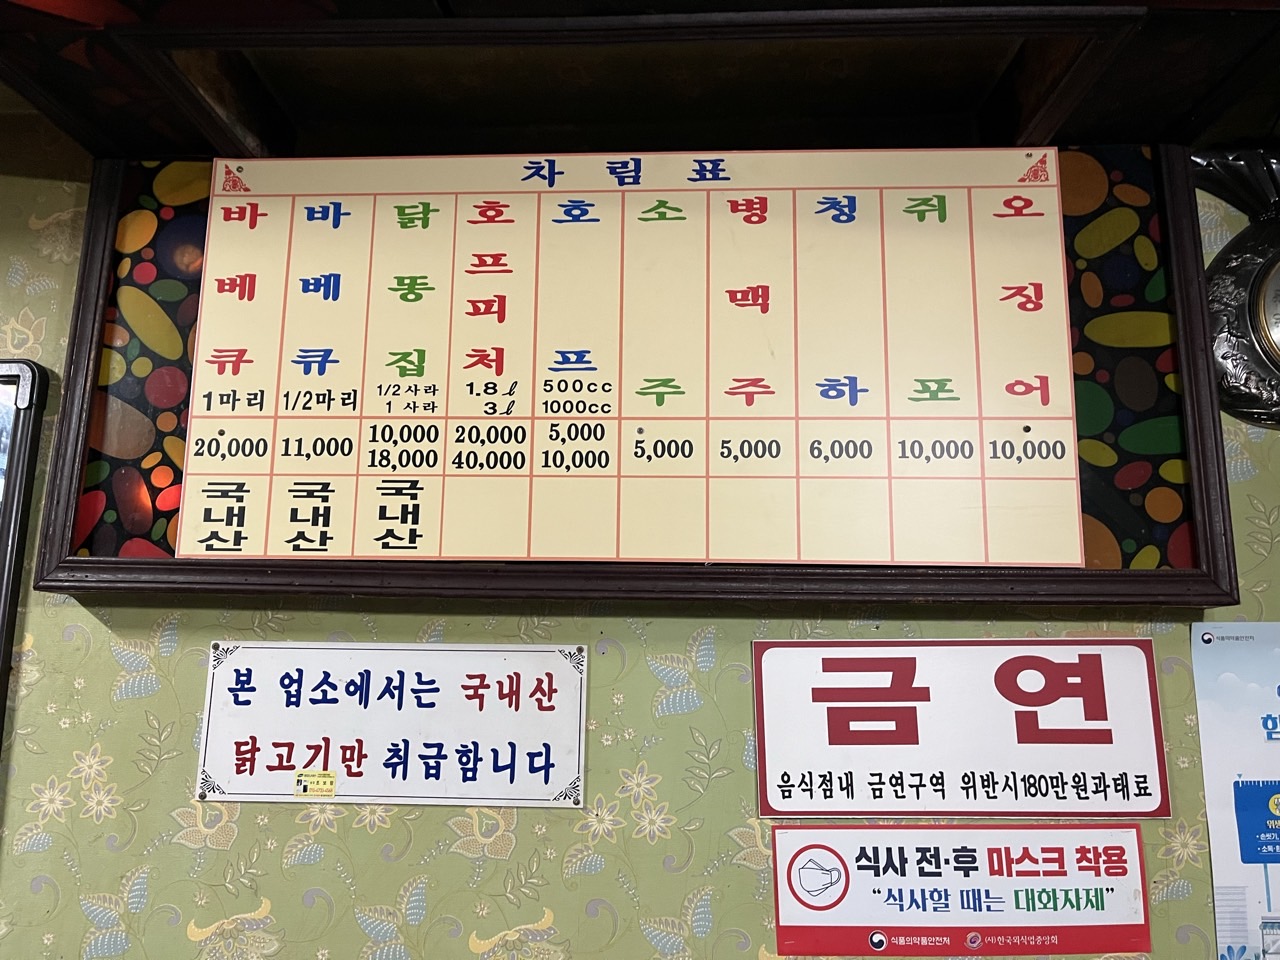 차림표
바베큐 1마리 20,000 국내산
바베큐 1/2마리 11,000 국내산
닭똥집 1/2 사라 1 사라 10,000 18,000 국내산
호프피처 1.8ℓ 3ℓ 20,000 40,000
호프 500cc 1000cc 5,000 10,000
소주 5,000
병맥주 5,000
청하 6,000
쥐포 10,000
오징어 10,000
본 업소에서는 국내산
닭고기만 취급합니다
금연
음식점내 금연구역 위반시180만원과태료
식사 전·후 마스크 착용
"식사할 때는 대화자제"
식품의약품안전처 (사)한국외식업중앙회
식품의약품안전처